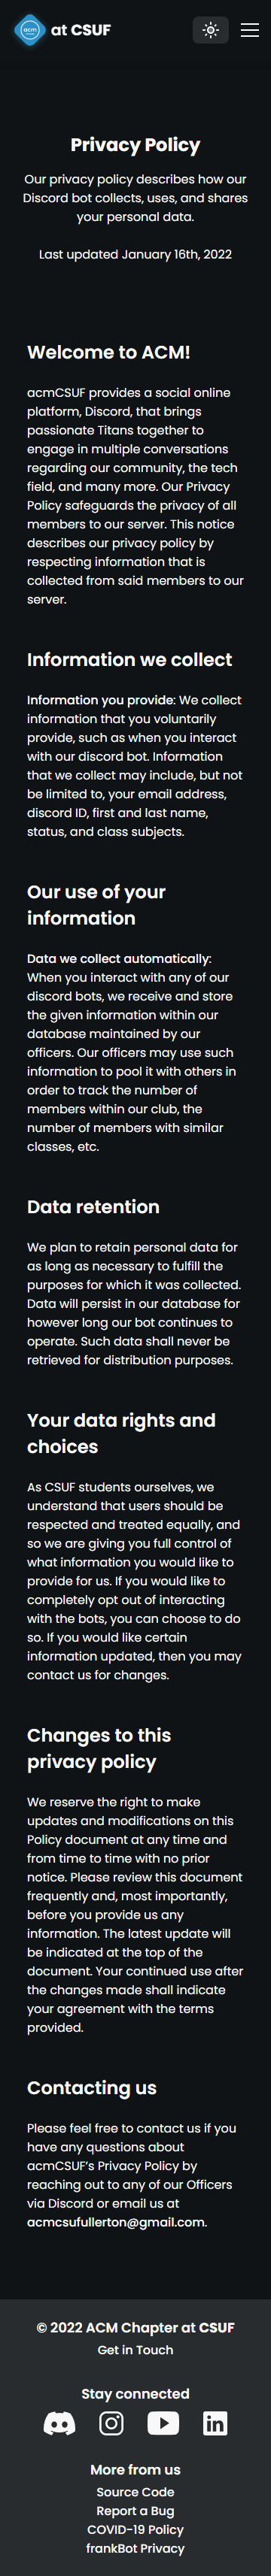 acm
at CSUF
Privacy Policy
Our privacy policy describes how our
Discord bot collects, uses, and shares
your personal data.
Last updated January 16th, 2022
Welcome to ACM!
acmCSUF provides a social online
platform, Discord, that brings
passionate Titans together to
engage in multiple conversations
regarding our community, the tech
field, and many more. Our Privacy
Policy safeguards the privacy of all
members to our server. This notice
describes our privacy policy by
respecting information that is
collected from said members to our
server.
Information we collect
Information you provide: We collect
information that you voluntarily
provide, such as when you interact
with our discord bot. Information
that we collect may include, but not
be limited to, your email address,
discord ID, first and last name,
status, and class subjects.
Our use of your
information
Data we collect automatically:
When you interact with any of our
discord bots, we receive and store
the given information within our
database maintained by our
officers. Our officers may use such
information to pool it with others in
order to track the number of
members within our club, the
number of members with similar
classes, etc.
Data retention
We plan to retain personal data for
as long as necessary to fulfill the
purposes for which it was collected.
Data will persist in our database for
however long our bot continues to
operate. Such data shall never be
retrieved for distribution purposes.
Your data rights and
choices
As CSUF students ourselves, we
understand that users should be
respected and treated equally, and
so we are giving you full control of
what information you would like to
provide for us. If you would like to
completely opt out of interacting
with the bots, you can choose to do
so. If you would like certain
information updated, then you may
contact us for changes.
Changes to this
privacy policy
We reserve the right to make
updates and modifications on this
Policy document at any time and
from time to time with no prior
notice. Please review this document
frequently and, most importantly,
before you provide us any
information. The latest update will
be indicated at the top of the
document. Your continued use after
the changes made shall indicate
your agreement with the terms
provided.
Contacting us
Please feel free to contact us if you
have any questions about
acmCSUF’s Privacy Policy by
reaching out to any of our Officers
via Discord or email us at
acmcsufullerton@gmail.com.
© 2022 ACM Chapter at CSUF
Get in Touch
Stay connected
in
More from us
Source Code
Report a Bug
COVID-19 Policy
frankBot Privacy